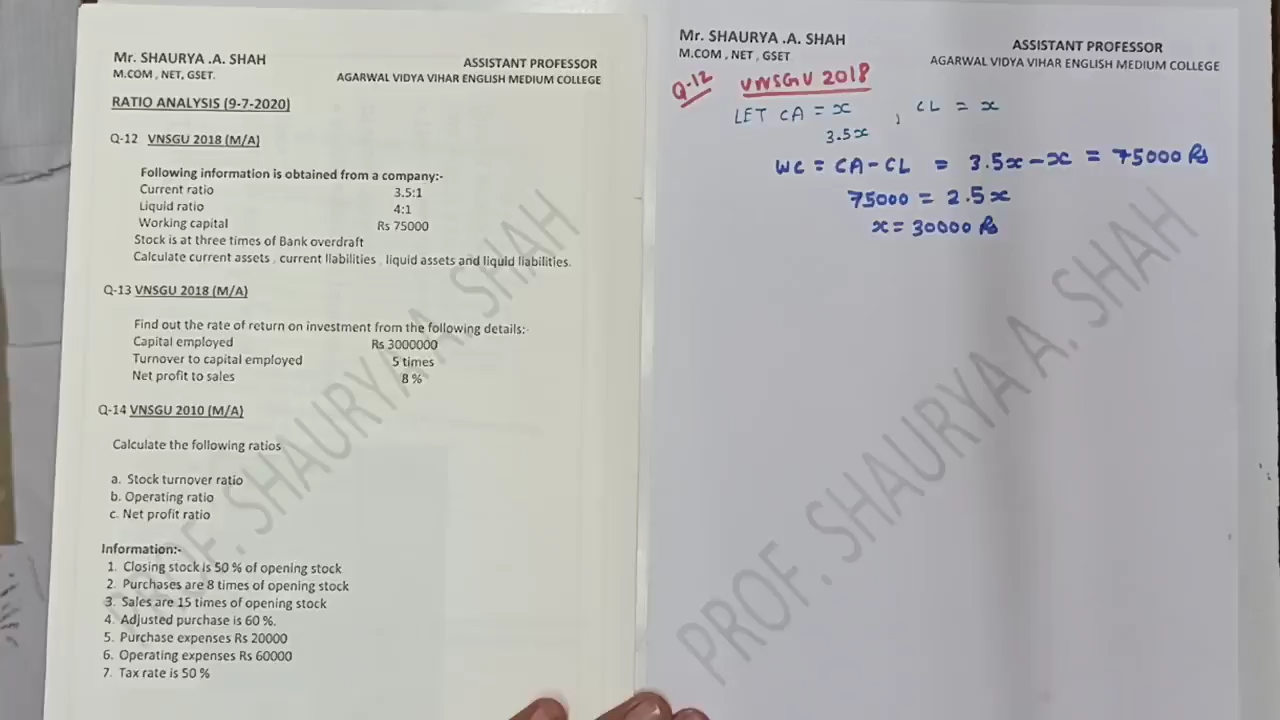 Mr. SHAURYA .A. SHAH
ASSISTANT PROFESSOR
M.COM , NET, GSET.
AGARWAL VIDYA VIHAR ENGLISH MEDIUM COLLEGE
RATIO ANALYSIS (9-7-2020)
Q-12 VNSGU 2018 (M/A)
Following information is obtained from a company:-
Current ratio 3.5:1
Liquid ratio 4:1
Working capital Rs 75000
Stock is at three times of Bank overdraft
Calculate current assets , current liabilities , liquid assets and liquid liabilities.
Q-13 VNSGU 2018 (M/A)
Find out the rate of return on investment from the following details:-
Capital employed Rs 3000000
Turnover to capital employed 5 times
Net profit to sales 8 %
Q-14 VNSGU 2010 (M/A)
Calculate the following ratios
a. Stock turnover ratio
b. Operating ratio
c. Net profit ratio
Information:-
1. Closing stock is 50 % of opening stock
2. Purchases are 8 times of opening stock
3. Sales are 15 times of opening stock
4. Adjusted purchase is 60 %.
5. Purchase expenses Rs 20000
6. Operating expenses Rs 60000
7. Tax rate is 50 %
PROF. SHAURYA A. SHAH
Mr. SHAURYA .A. SHAH
ASSISTANT PROFESSOR
M.COM , NET , GSET
AGARWAL VIDYA VIHAR ENGLISH MEDIUM COLLEGE
Q-12 VNSGU 2018
LET CA = x , CL = x
3.5x
WC = CA - CL = 3.5x - x = 75000 Rs
75000 = 2.5x
x = 30000 Rs
PROF. SHAURYA A. SHAH